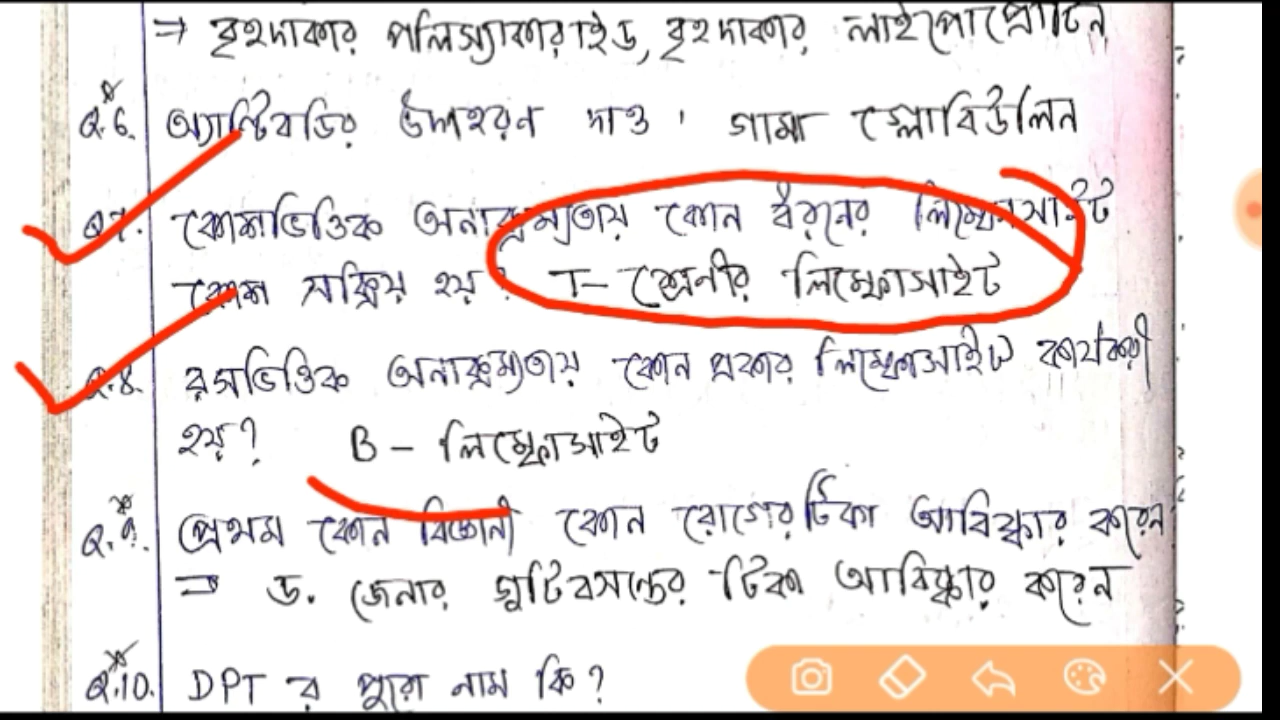 ⇒ বৃহদাকার পলিস্যাকারাইড, বৃহদাকার লাইপোপ্রোটিন
Q.6. অ্যান্টিবডির উদাহরণ দাও। গামা গ্লোবিউলিন
Q.7. কোশভিত্তিক অনাক্রম্যতায় কোন ধরনের লিম্ফোসাইট
কোশ সক্রিয় হয়? T- শ্রেনীর লিম্ফোসাইট
Q.8. রসভিত্তিক অনাক্রম্যতায় কোন প্রকার লিম্ফোসাইট কার্যকরী
হয়? B - লিম্ফোসাইট
Q.9. প্রথম কোন বিজ্ঞানী কোন রোগের টিকা আবিষ্কার করেন
⇒ ড. জেনার গুটিবসন্তের টিকা আবিষ্কার করেন
Q.10. DPT র পুরো নাম কি?